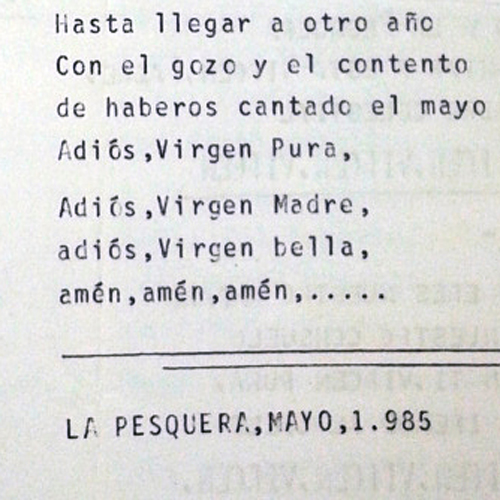 Hasta llegar a otro año
Con el gozo y el contento
de haberos cantado el mayo
Adiós,Virgen Pura,
Adiós,Virgen Madre,
adiós,Virgen bella,
amén,amén,amén,.....
LA PESQUERA,MAYO,1.985